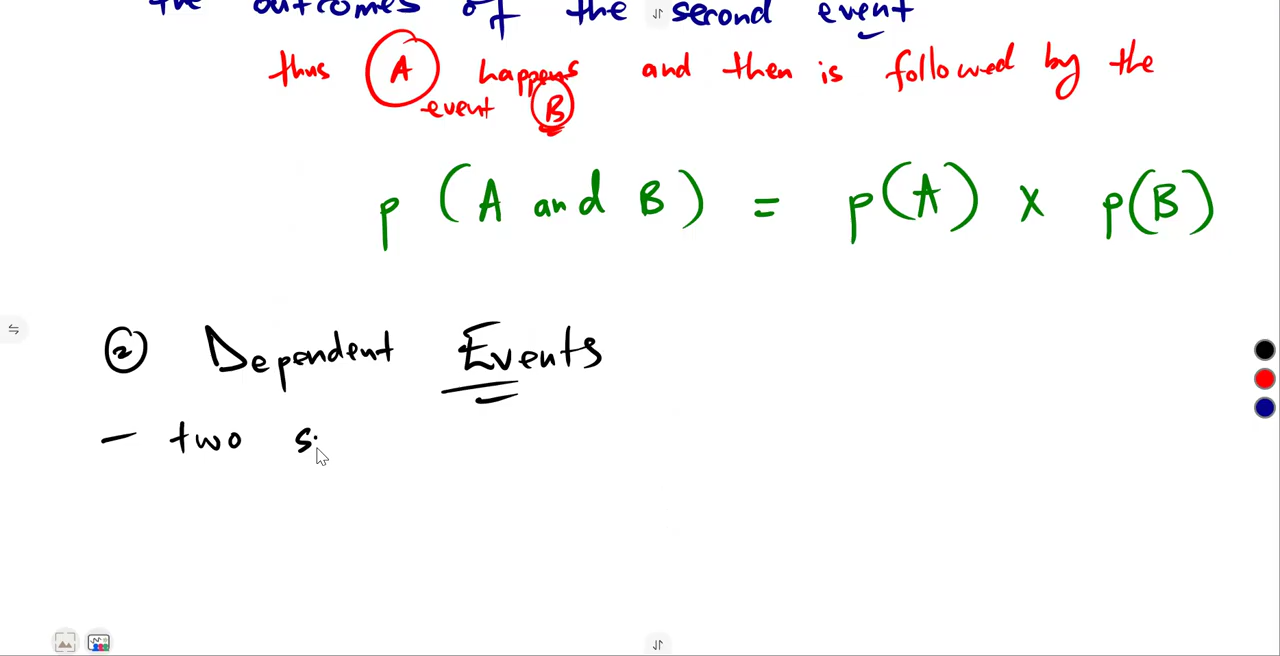 the outcomes of the second event
thus A happens and then is followed by the
event B
p (A and B) = p(A) x p(B)
② Dependent Events
- two s